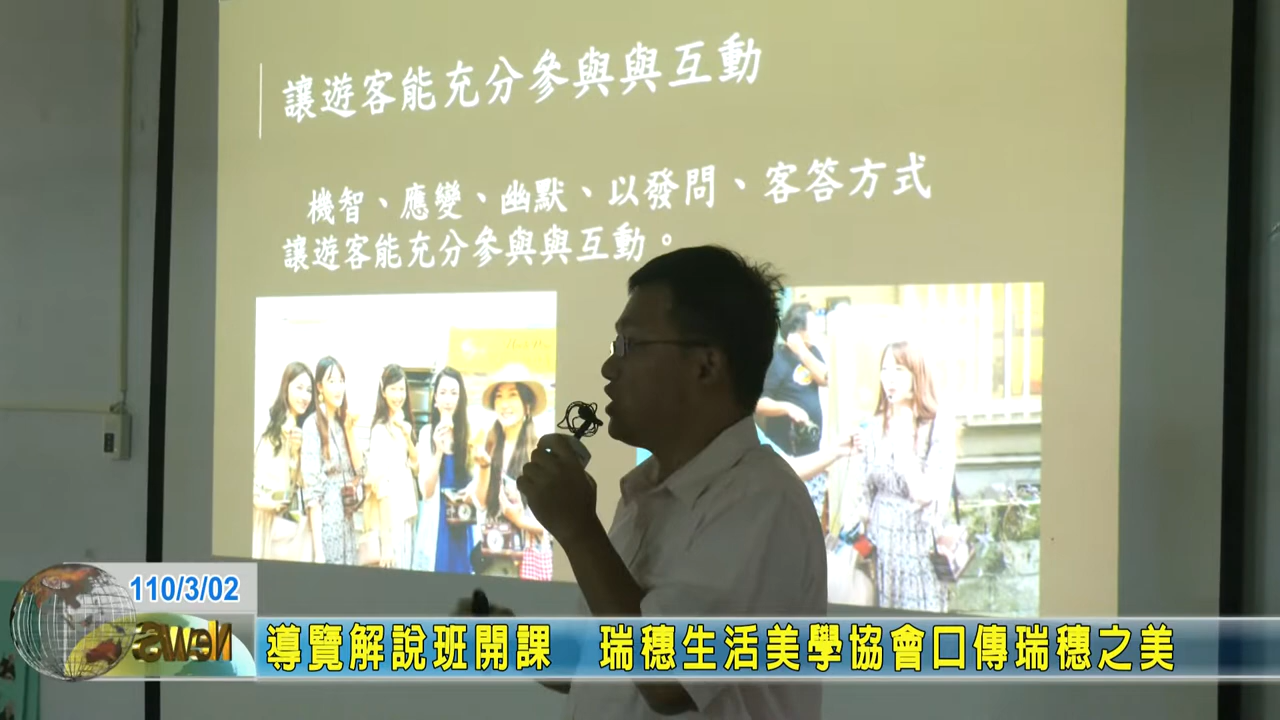 讓遊客能充分參與與互動
機智、應變、幽默、以發問、客答方式
讓遊客能充分參與與互動。
110/3/02
News
導覽解說班開課 瑞穗生活美學協會口傳瑞穗之美